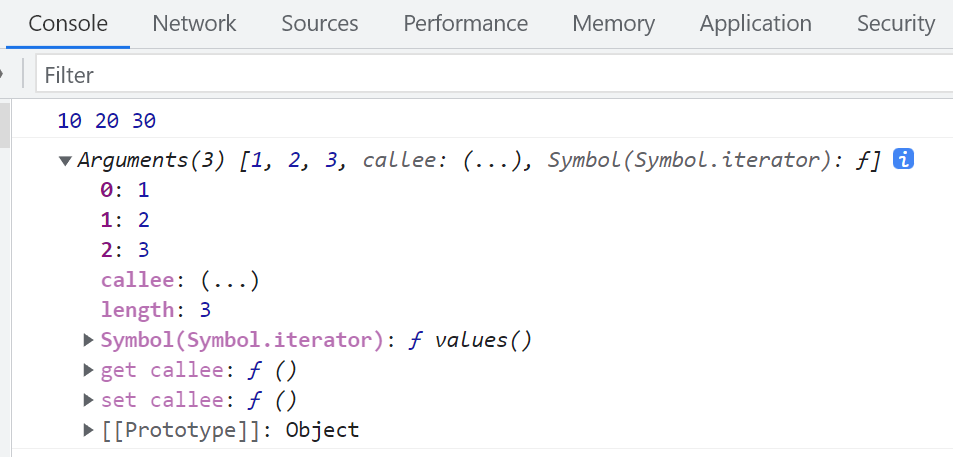 Console Network Sources Performance Memory Application Security
Filter
10 20 30
▼Arguments(3) [1, 2, 3, callee: (...), Symbol(Symbol.iterator): ƒ] i
0: 1
1: 2
2: 3
callee: (...)
length: 3
▶Symbol(Symbol.iterator): ƒ values()
▶get callee: ƒ ()
▶set callee: ƒ ()
▶[[Prototype]]: Object